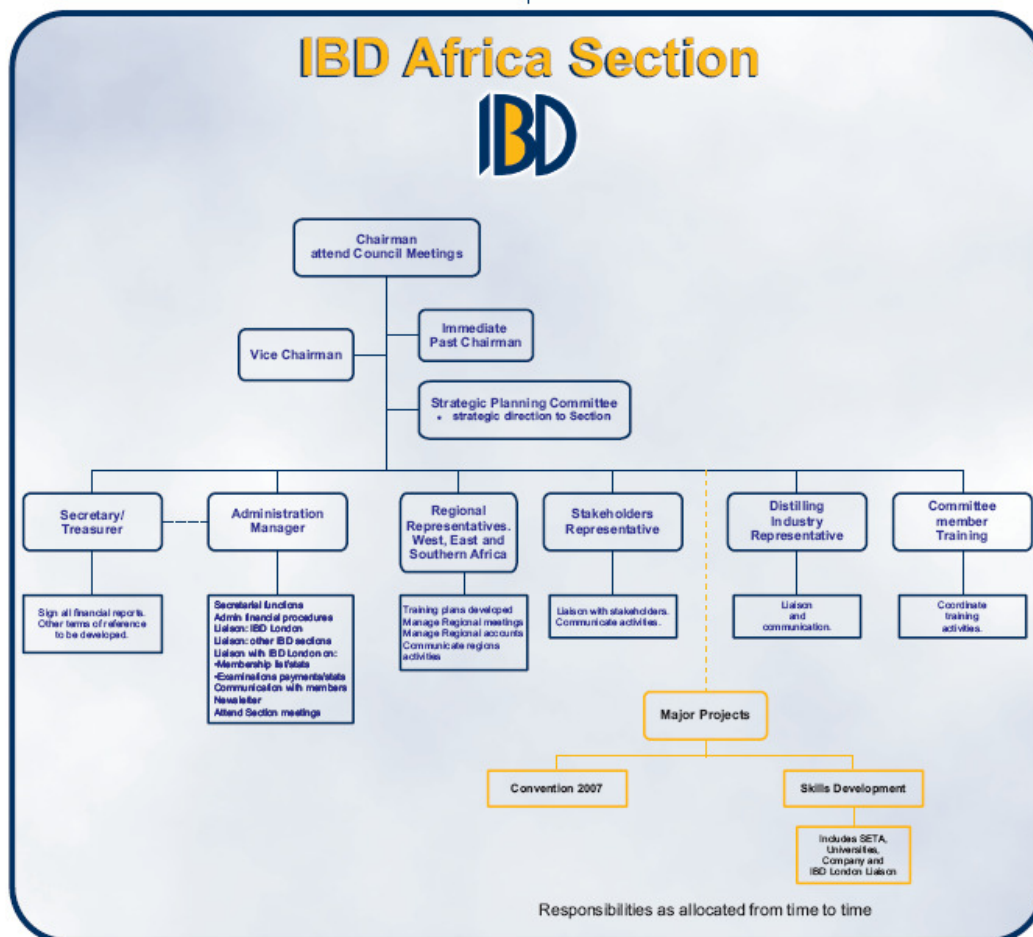 IBD Africa Section
IBD
Chairman
attend Council Meetings
Immediate
Past Chairman
Vice Chairman
Strategic Planning Committee
• strategic direction to Section
Secretary/
Treasurer
Administration
Manager
Regional
Representatives.
West, East and
Southern Africa
Stakeholders
Representative
Distilling
Industry
Representative
Committee
member
Training
Sign all financial reports.
Other terms of reference
to be developed.
Secretarial functions
Admin financial procedures
Liaison: IBD London
Liaison: other IBD sections
Liaison with IBD London on:
•Membership list/stats
•Examinations payments/stats
Communication with members
Newsletter
Attend Section meetings
Training plans developed
Manage Regional meetings
Manage Regional accounts
Communicate regions
activities
Liaison with stakeholders.
Communicate activities.
Liaison
and
communication.
Coordinate
training
activities.
Major Projects
Convention 2007
Skills Development
Includes SETA,
Universities,
Company and
IBD London Liaison
Responsibilities as allocated from time to time